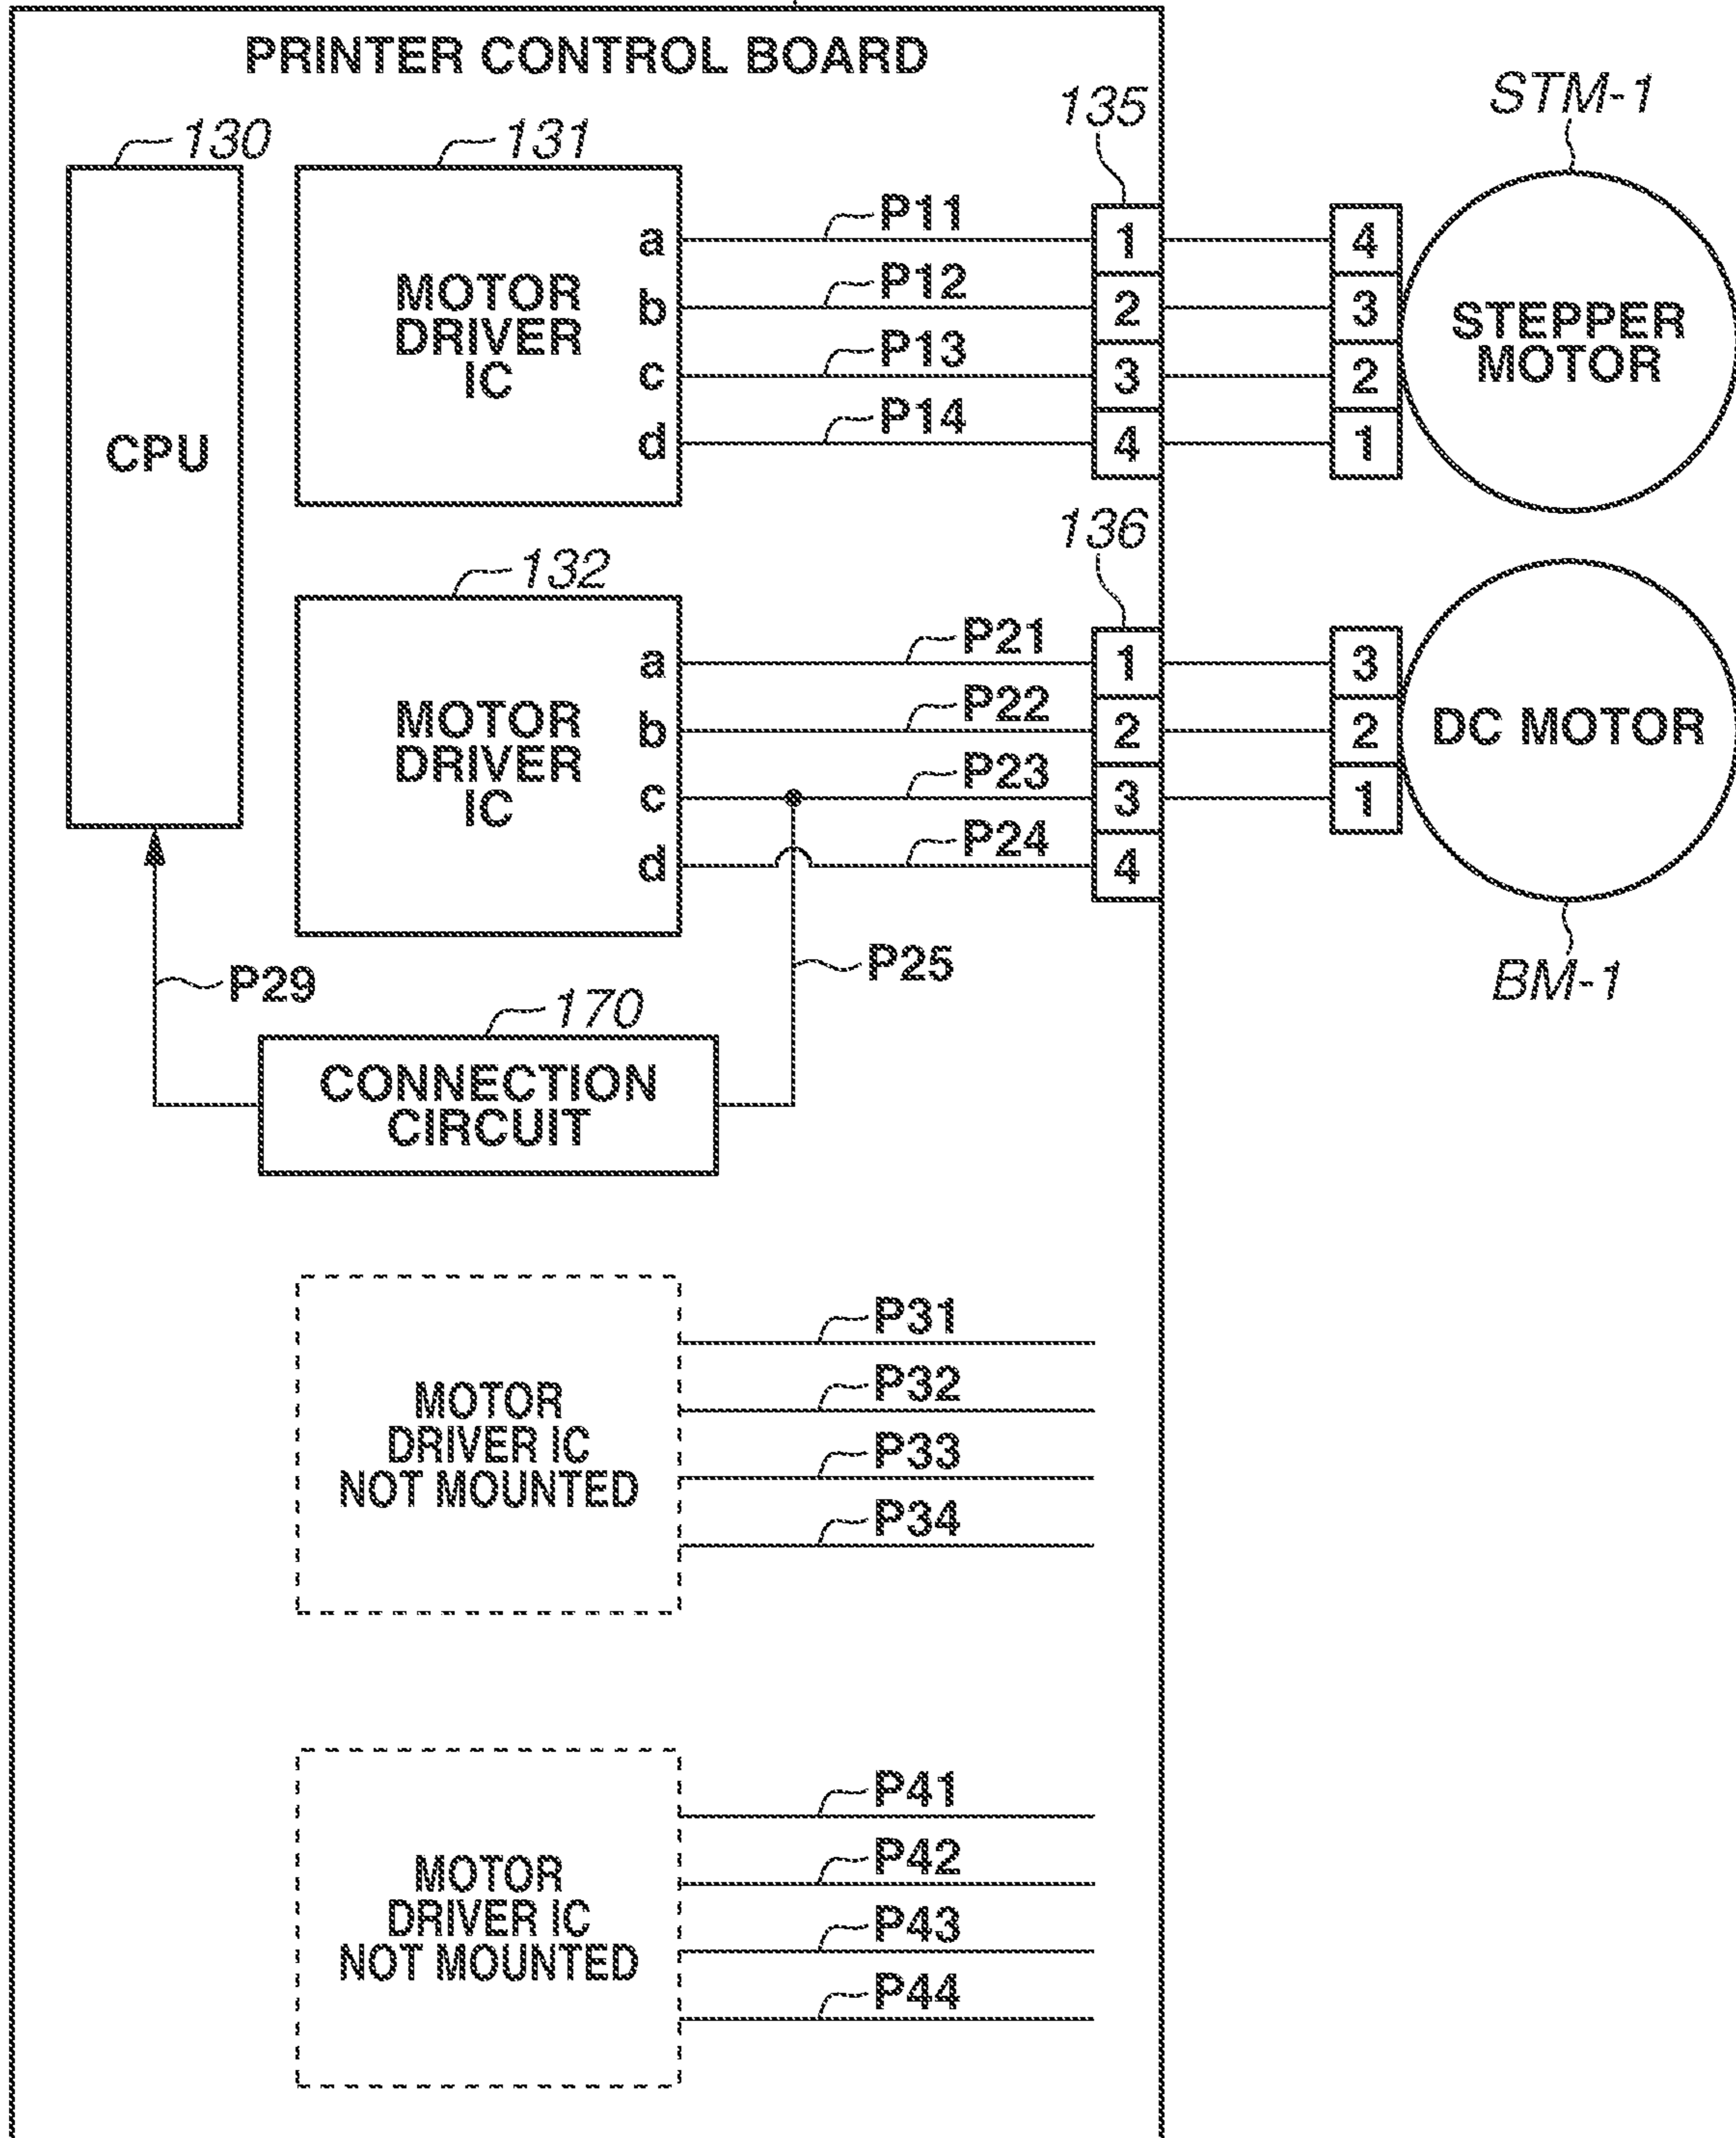 PRINTER CONTROL BOARD
130
131
135
STM-1
CPU
MOTOR
DRIVER
IC
a
b
c
d
P11
P12
P13
P14
1
2
3
4
4
3
2
1
STEPPER
MOTOR
132
136
MOTOR
DRIVER
IC
a
b
c
d
P21
P22
P23
P24
1
2
3
4
3
2
1
DC MOTOR
BM-1
P29
P25
170
CONNECTION
CIRCUIT
MOTOR
DRIVER IC
NOT MOUNTED
P31
P32
P33
P34
MOTOR
DRIVER IC
NOT MOUNTED
P41
P42
P43
P44